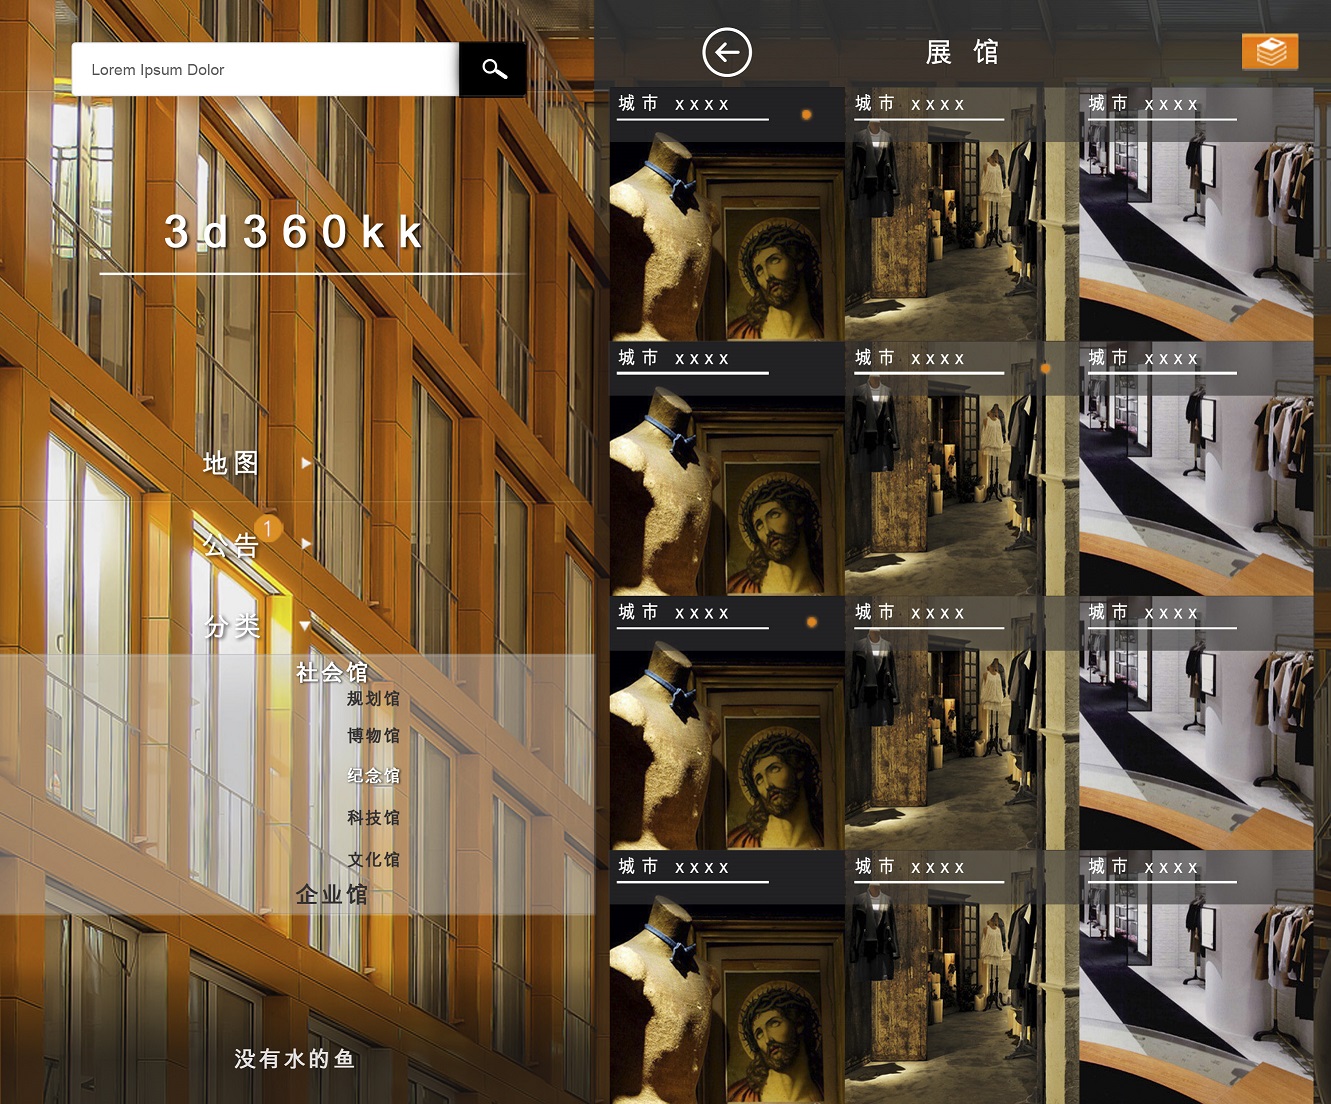 Lorem Ipsum Dolor
3d360kk
地图
公告 1
分类
社会馆
规划馆
博物馆
纪念馆
科技馆
文化馆
企业馆
没有水的鱼
展 馆
城市 xxxx
城市 xxxx
城市 xxxx
城市 xxxx
城市 xxxx
城市 xxxx
城市 xxxx
城市 xxxx
城市 xxxx
城市 xxxx
城市 xxxx
城市 xxxx